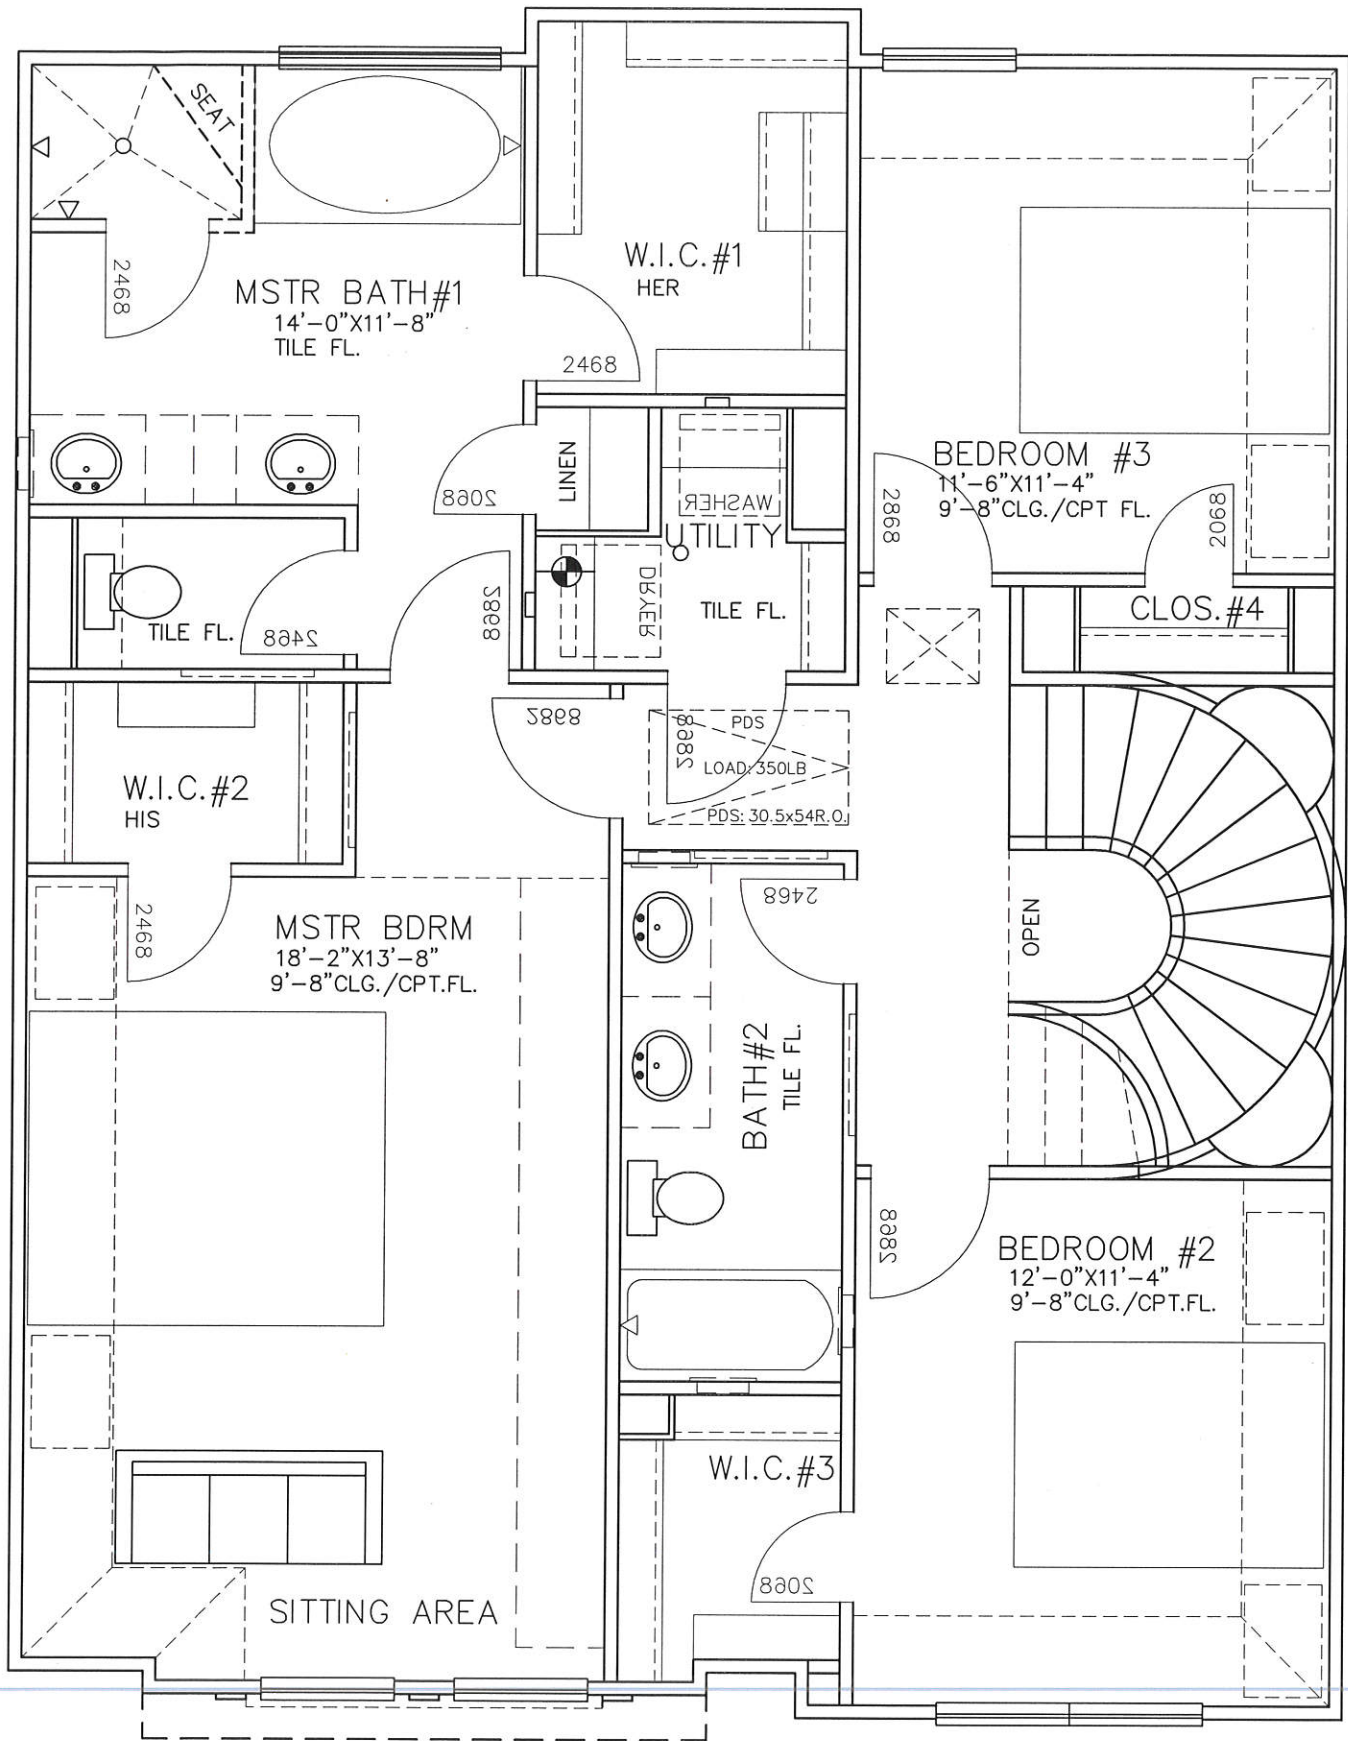 SEAT
2468
MSTR BATH#1
14'-0"X11'-8"
TILE FL.
W.I.C.#1
HER
2468
LINEN
2068
WASHER
UTILITY
DRYER
TILE FL.
BEDROOM #3
11'-6"X11'-4"
9'-8"CLG./CPT FL.
2868
2068
CLOS.#4
TILE FL.
2468
2868
2868
2868
PDS
LOAD: 350LB
PDS: 30.5x54R.O.
W.I.C.#2
HIS
2468
MSTR BDRM
18'-2"X13'-8"
9'-8"CLG./CPT.FL.
2468
OPEN
BATH#2
TILE FL.
2868
BEDROOM #2
12'-0"X11'-4"
9'-8"CLG./CPT.FL.
W.I.C.#3
2068
SITTING AREA